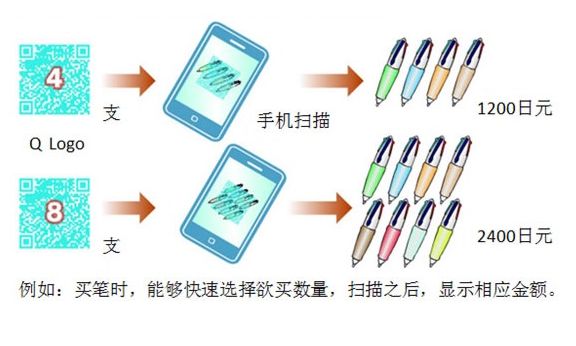 4
支
手机扫描
1200日元
Q Logo
8
支
2400日元
例如：买笔时，能够快速选择欲买数量，扫描之后，显示相应金额。